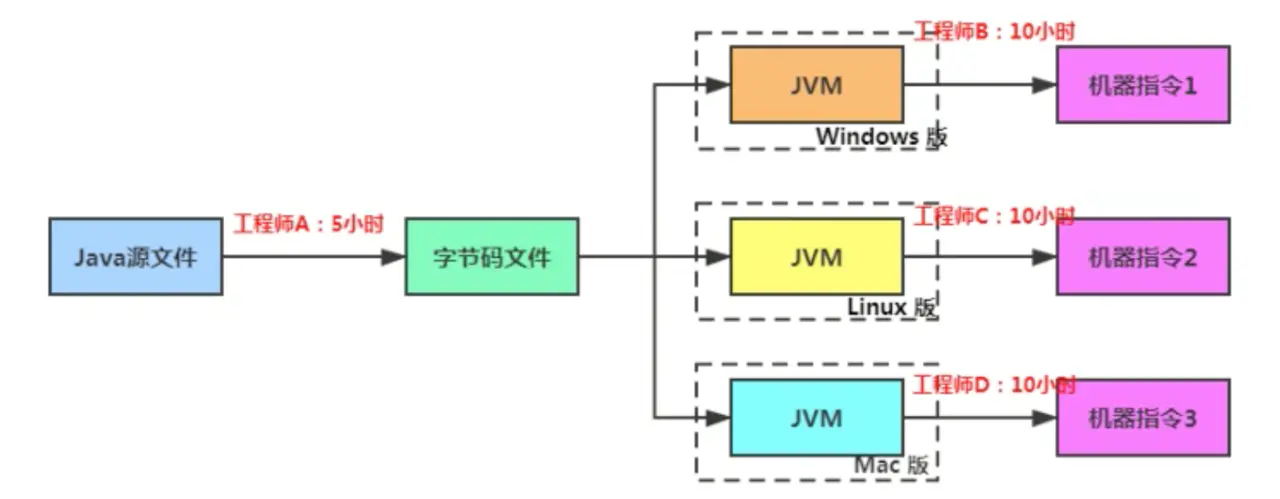 工程师B：10小时
JVM
机器指令1
Windows 版
工程师A：5小时
Java源文件
字节码文件
工程师C：10小时
JVM
机器指令2
Linux 版
工程师D：10小时
JVM
机器指令3
Mac 版